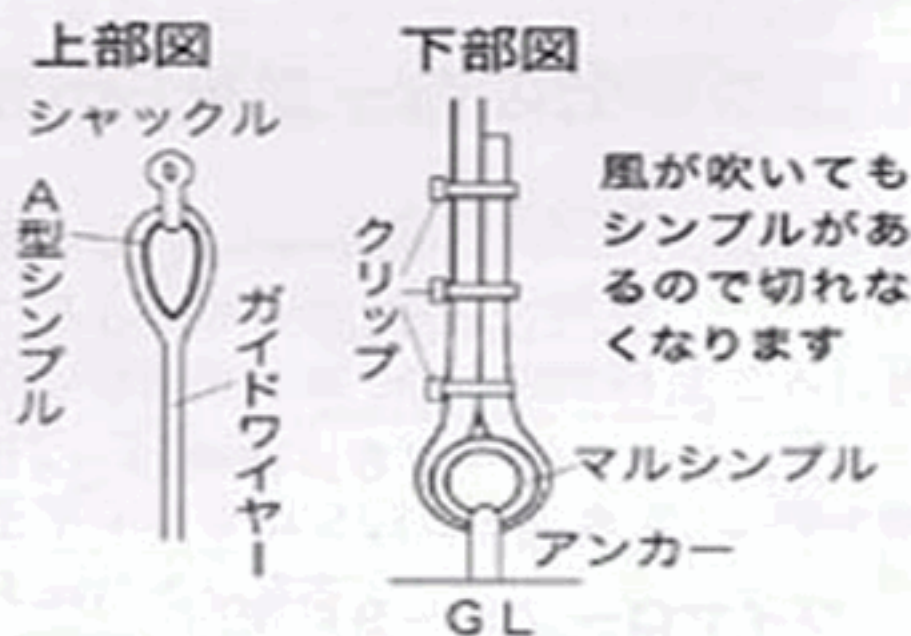 上部図
シャックル
A型シンブル
ガイドワイヤー
下部図
クリップ
マルシンブル
アンカー
GL
風が吹いても
シンブルがあ
るので切れな
くなります